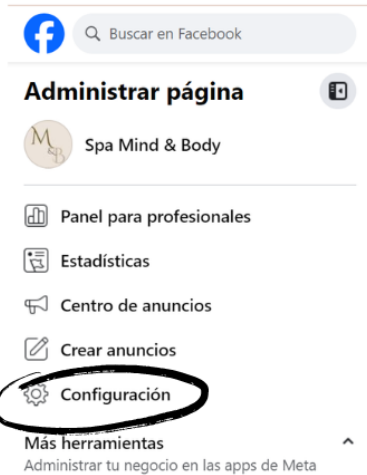 Buscar en Facebook
Administrar página
M
&B
Spa Mind & Body
Panel para profesionales
Estadísticas
Centro de anuncios
Crear anuncios
Configuración
Más herramientas
Administrar tu negocio en las apps de Meta